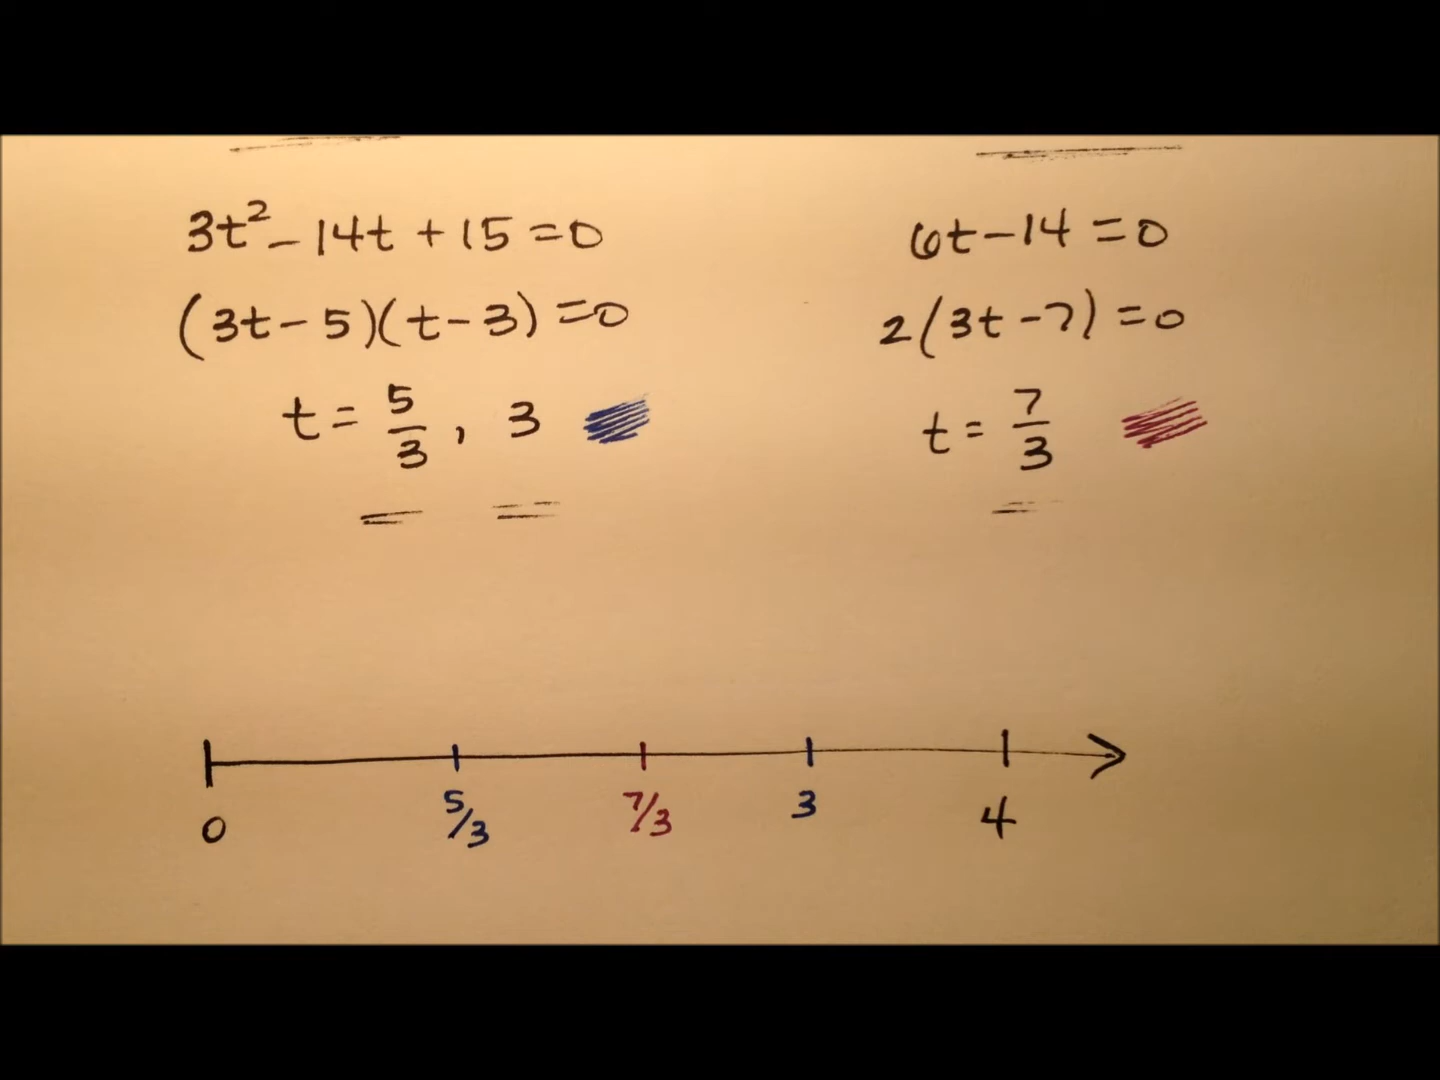 3t² - 14t + 15 = 0
(3t - 5)(t - 3) = 0
t = 5/3, 3
6t - 14 = 0
2(3t - 7) = 0
t = 7/3
0 5/3 7/3 3 4